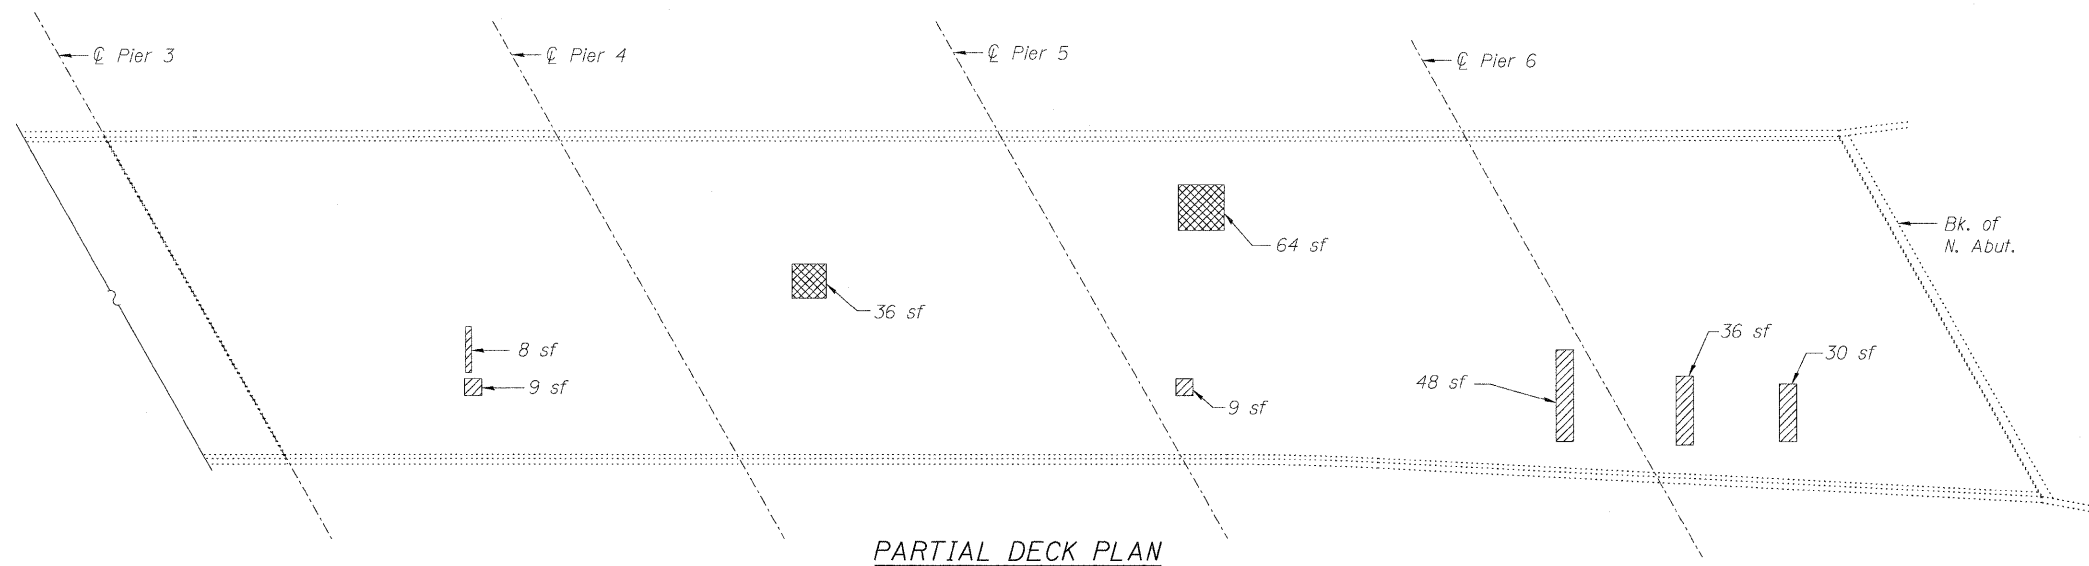 ℄ Pier 3
℄ Pier 4
℄ Pier 5
℄ Pier 6
Bk. of
N. Abut.
64 sf
36 sf
8 sf
9 sf
9 sf
48 sf
36 sf
30 sf
PARTIAL DECK PLAN